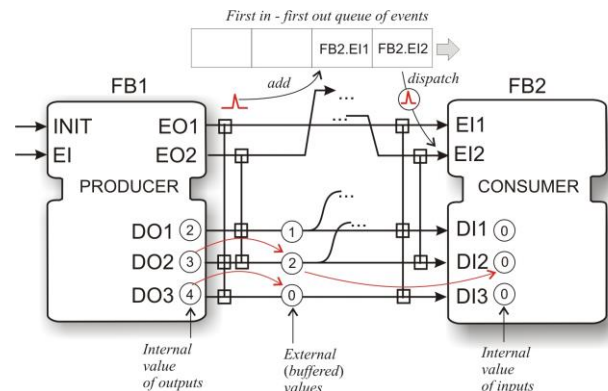 First in - first out queue of events
FB2.EI1
FB2.EI2
add
dispatch
FB1
FB2
INIT
EO1
EI1
EI
EO2
EI2
...
...
PRODUCER
CONSUMER
...
...
DO1
2
1
DI1
0
DO2
3
2
DI2
0
DO3
4
0
DI3
0
Internal
value
of outputs
External
(buffered)
values
Internal
value
of inputs